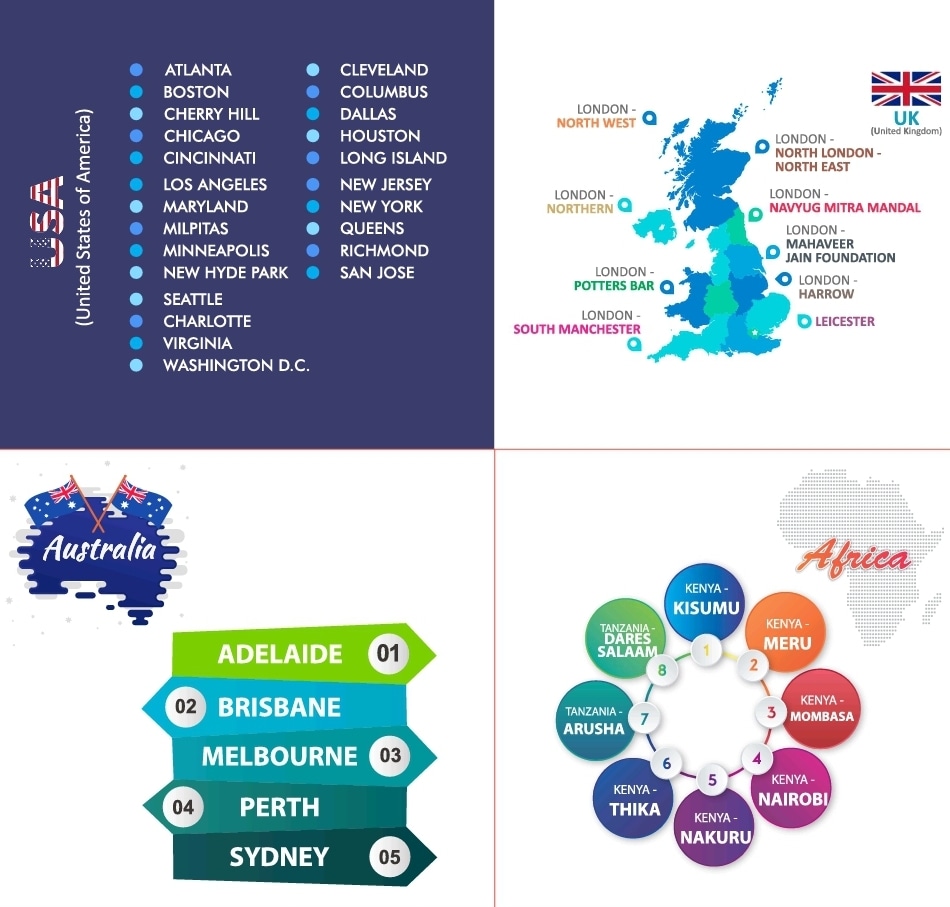 USA
(United States of America)
ATLANTA
BOSTON
CHERRY HILL
CHICAGO
CINCINNATI
LOS ANGELES
MARYLAND
MILPITAS
MINNEAPOLIS
NEW HYDE PARK
SEATTLE
CHARLOTTE
VIRGINIA
WASHINGTON D.C.
CLEVELAND
COLUMBUS
DALLAS
HOUSTON
LONG ISLAND
NEW JERSEY
NEW YORK
QUEENS
RICHMOND
SAN JOSE
UK
(United Kingdom)
LONDON -
NORTH WEST
LONDON -
NORTHERN
LONDON -
POTTERS BAR
LONDON -
SOUTH MANCHESTER
LONDON -
NORTH LONDON -
NORTH EAST
LONDON -
NAVYUG MITRA MANDAL
LONDON -
MAHAVEER
JAIN FOUNDATION
LONDON -
HARROW
LEICESTER
Australia
ADELAIDE 01
02 BRISBANE
MELBOURNE 03
04 PERTH
SYDNEY 05
Africa
KENYA -
KISUMU
1
KENYA -
MERU
2
KENYA -
MOMBASA
3
KENYA -
NAIROBI
4
KENYA -
NAKURU
5
KENYA -
THIKA
6
TANZANIA -
ARUSHA
7
TANZANIA -
DARES
SALAAM
8